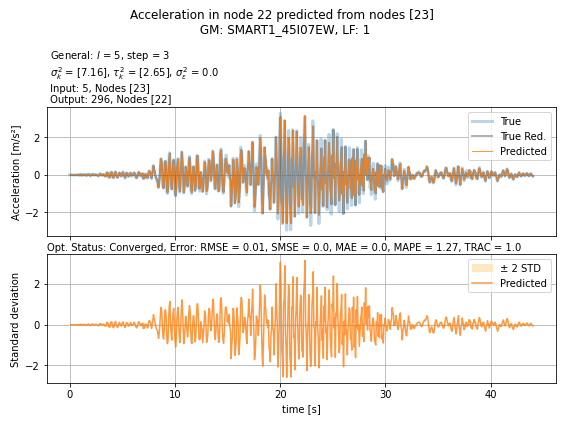 Acceleration in node 22 predicted from nodes [23]
GM: SMART1_45I07EW, LF: 1
General: l = 5, step = 3
σ²ₖ = [7.16], τ²ₖ = [2.65], σ²ε = 0.0
Input: 5, Nodes [23]
Output: 296, Nodes [22]
Acceleration [m/s²]
2
0
−2
True
True Red.
Predicted
Opt. Status: Converged, Error: RMSE = 0.01, SMSE = 0.0, MAE = 0.0, MAPE = 1.27, TRAC = 1.0
Standard deviation
2
0
−2
± 2 STD
Predicted
0 10 20 30 40
time [s]